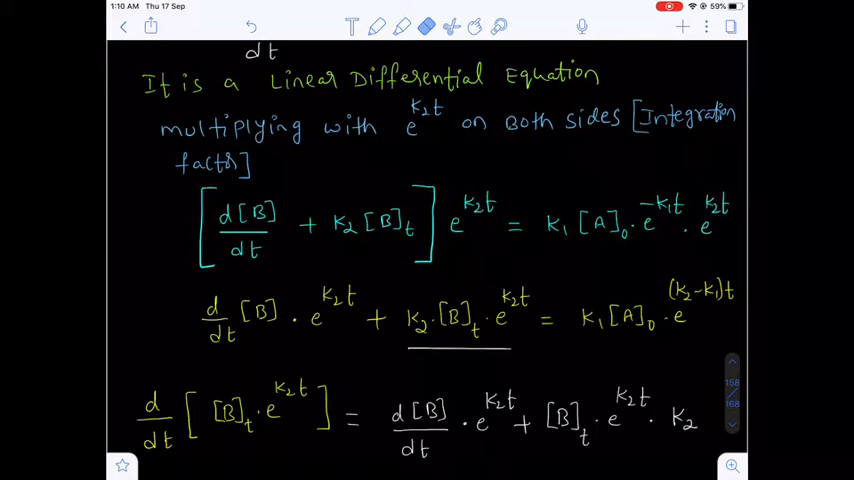 1:10 AM Thu 17 Sep
59%
dt
It is a Linear Differential Equation
multiplying with e^{k₂t} on Both sides [Integration
factor]
[d[B]/dt + k₂[B]ₜ] e^{k₂t} = k₁[A]₀·e^{-k₁t}·e^{k₂t}
d/dt [B]·e^{k₂t} + k₂·[B]ₜ·e^{k₂t} = k₁[A]₀·e^{(k₂-k₁)t}
158
168
d/dt [[B]ₜ·e^{k₂t}] = d[B]/dt·e^{k₂t} + [B]ₜ·e^{k₂t}·k₂